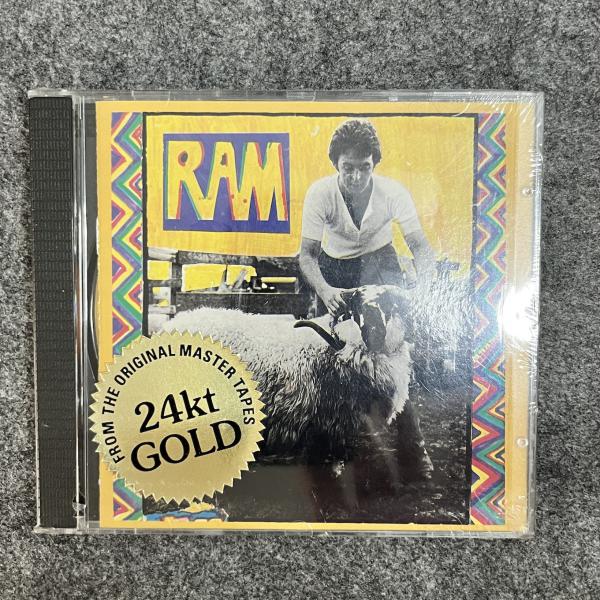 RAM
FROM THE ORIGINAL MASTER TAPES
24kt
GOLD